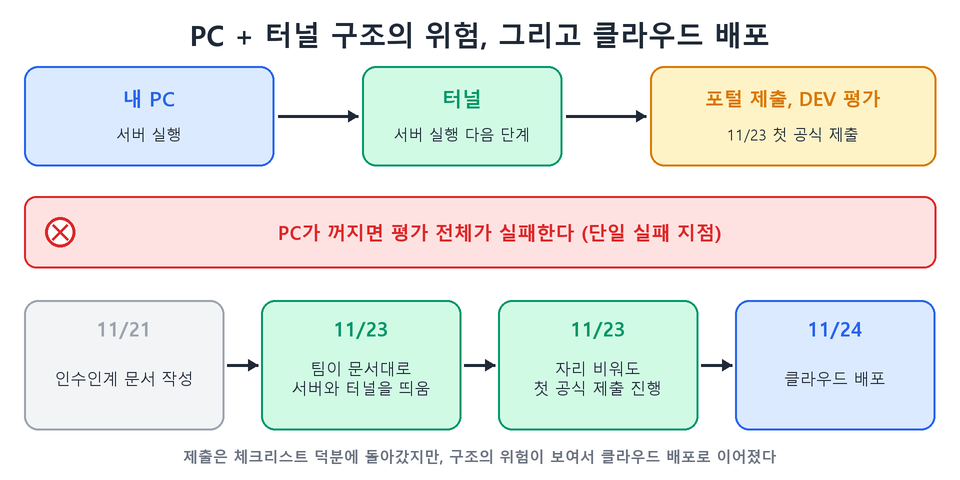 PC + 터널 구조의 위험, 그리고 클라우드 배포
내 PC
서버 실행
터널
서버 실행 다음 단계
포털 제출, DEV 평가
11/23 첫 공식 제출
PC가 꺼지면 평가 전체가 실패한다 (단일 실패 지점)
11/21
인수인계 문서 작성
11/23
팀이 문서대로
서버와 터널을 띄움
11/23
자리 비워도
첫 공식 제출 진행
11/24
클라우드 배포
제출은 체크리스트 덕분에 돌아갔지만, 구조의 위험이 보여서 클라우드 배포로 이어졌다